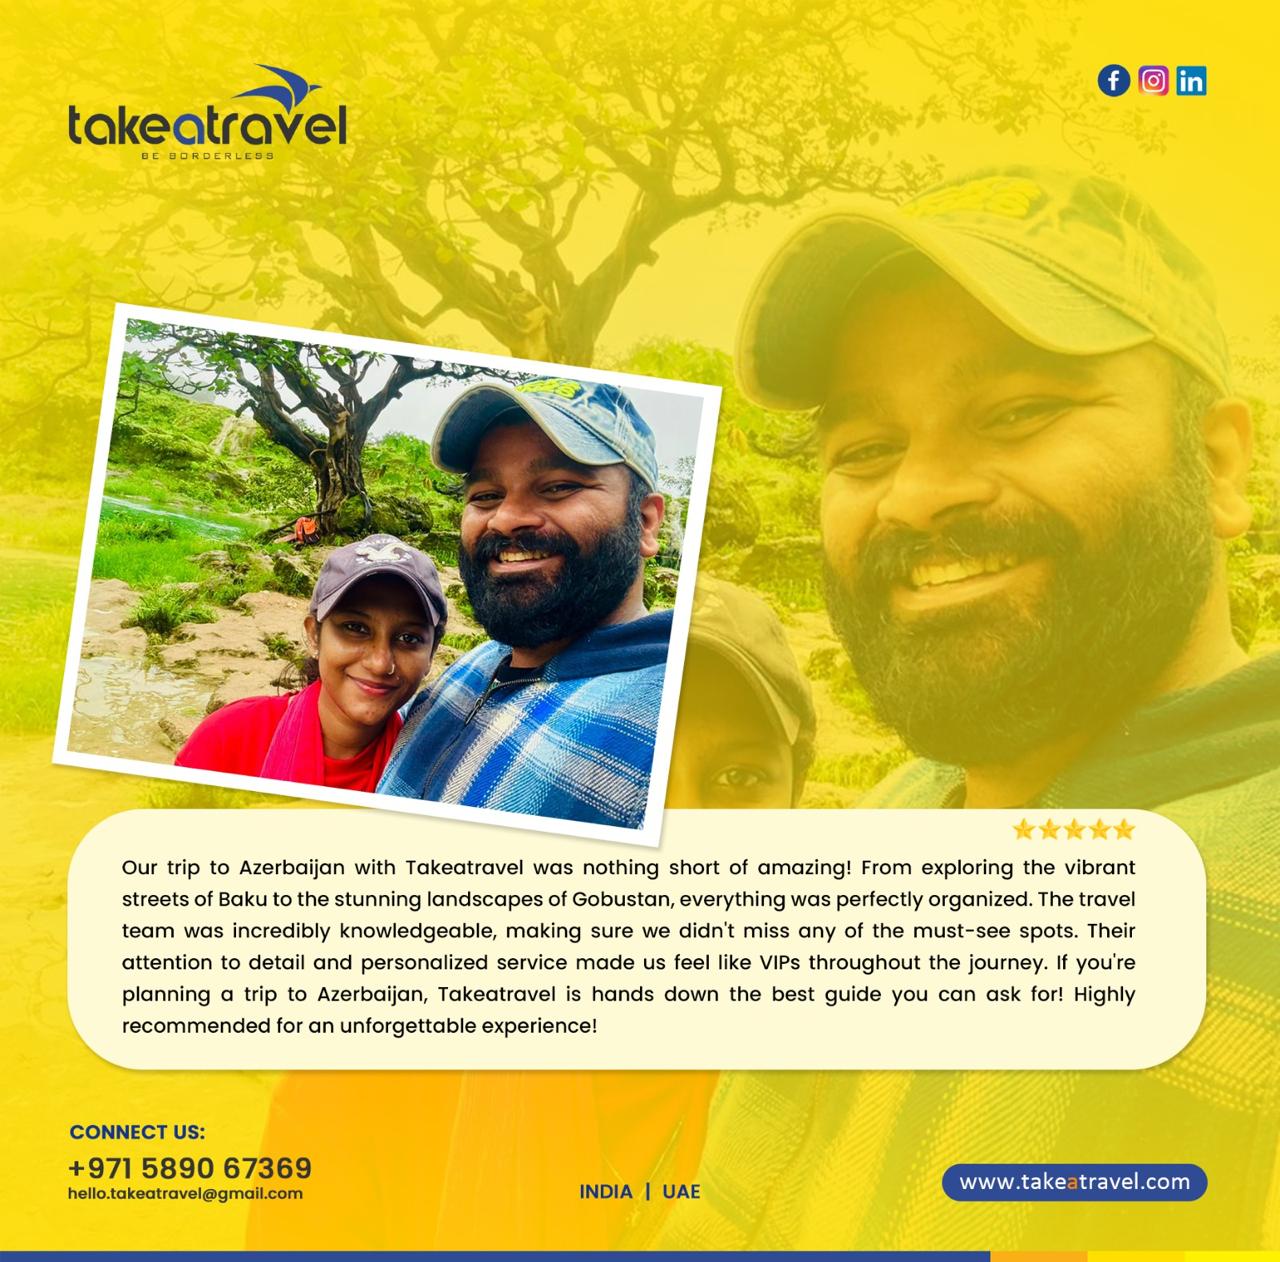 takeatravel
BE BORDERLESS
Our trip to Azerbaijan with Takeatravel was nothing short of amazing! From exploring the vibrant
streets of Baku to the stunning landscapes of Gobustan, everything was perfectly organized. The travel
team was incredibly knowledgeable, making sure we didn't miss any of the must-see spots. Their
attention to detail and personalized service made us feel like VIPs throughout the journey. If you're
planning a trip to Azerbaijan, Takeatravel is hands down the best guide you can ask for! Highly
recommended for an unforgettable experience!
CONNECT US:
+971 5890 67369
hello.takeatravel@gmail.com
INDIA | UAE
www.takeatravel.com